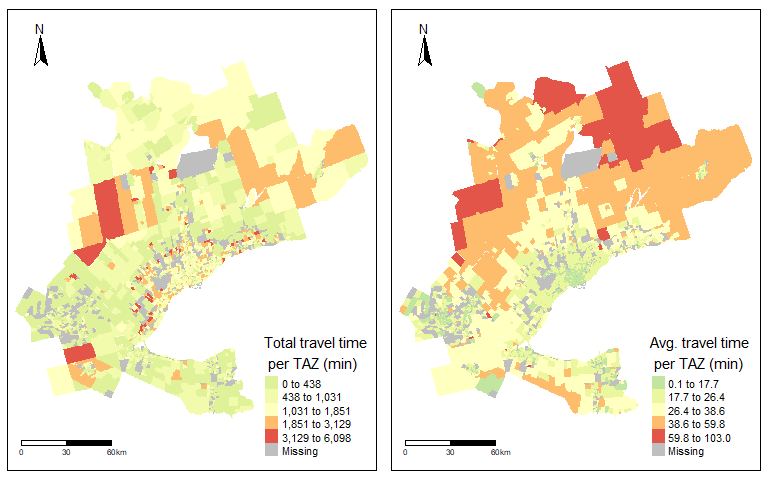 N
Total travel time
per TAZ (min)
0 to 438
438 to 1,031
1,031 to 1,851
1,851 to 3,129
3,129 to 6,098
Missing
0 30 60km
N
Avg. travel time
per TAZ (min)
0.1 to 17.7
17.7 to 26.4
26.4 to 38.6
38.6 to 59.8
59.8 to 103.0
Missing
0 30 60km